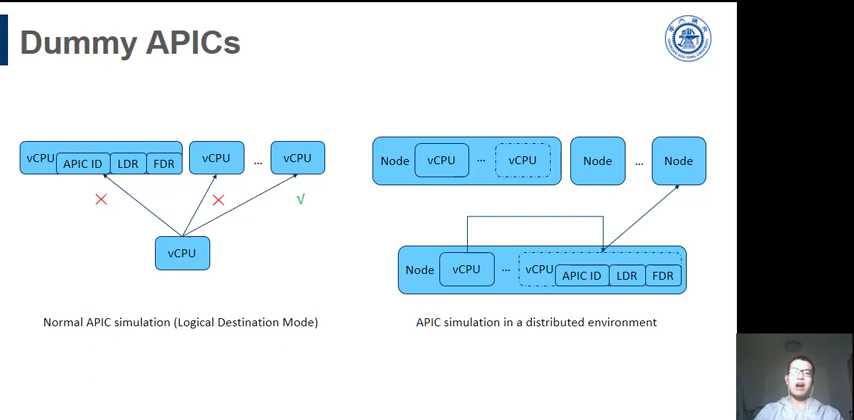 Dummy APICs
vCPU
APIC ID
LDR
FDR
vCPU
...
vCPU
vCPU
Normal APIC simulation (Logical Destination Mode)
Node
vCPU
...
vCPU
Node
...
Node
Node
vCPU
...
vCPU
APIC ID
LDR
FDR
APIC simulation in a distributed environment